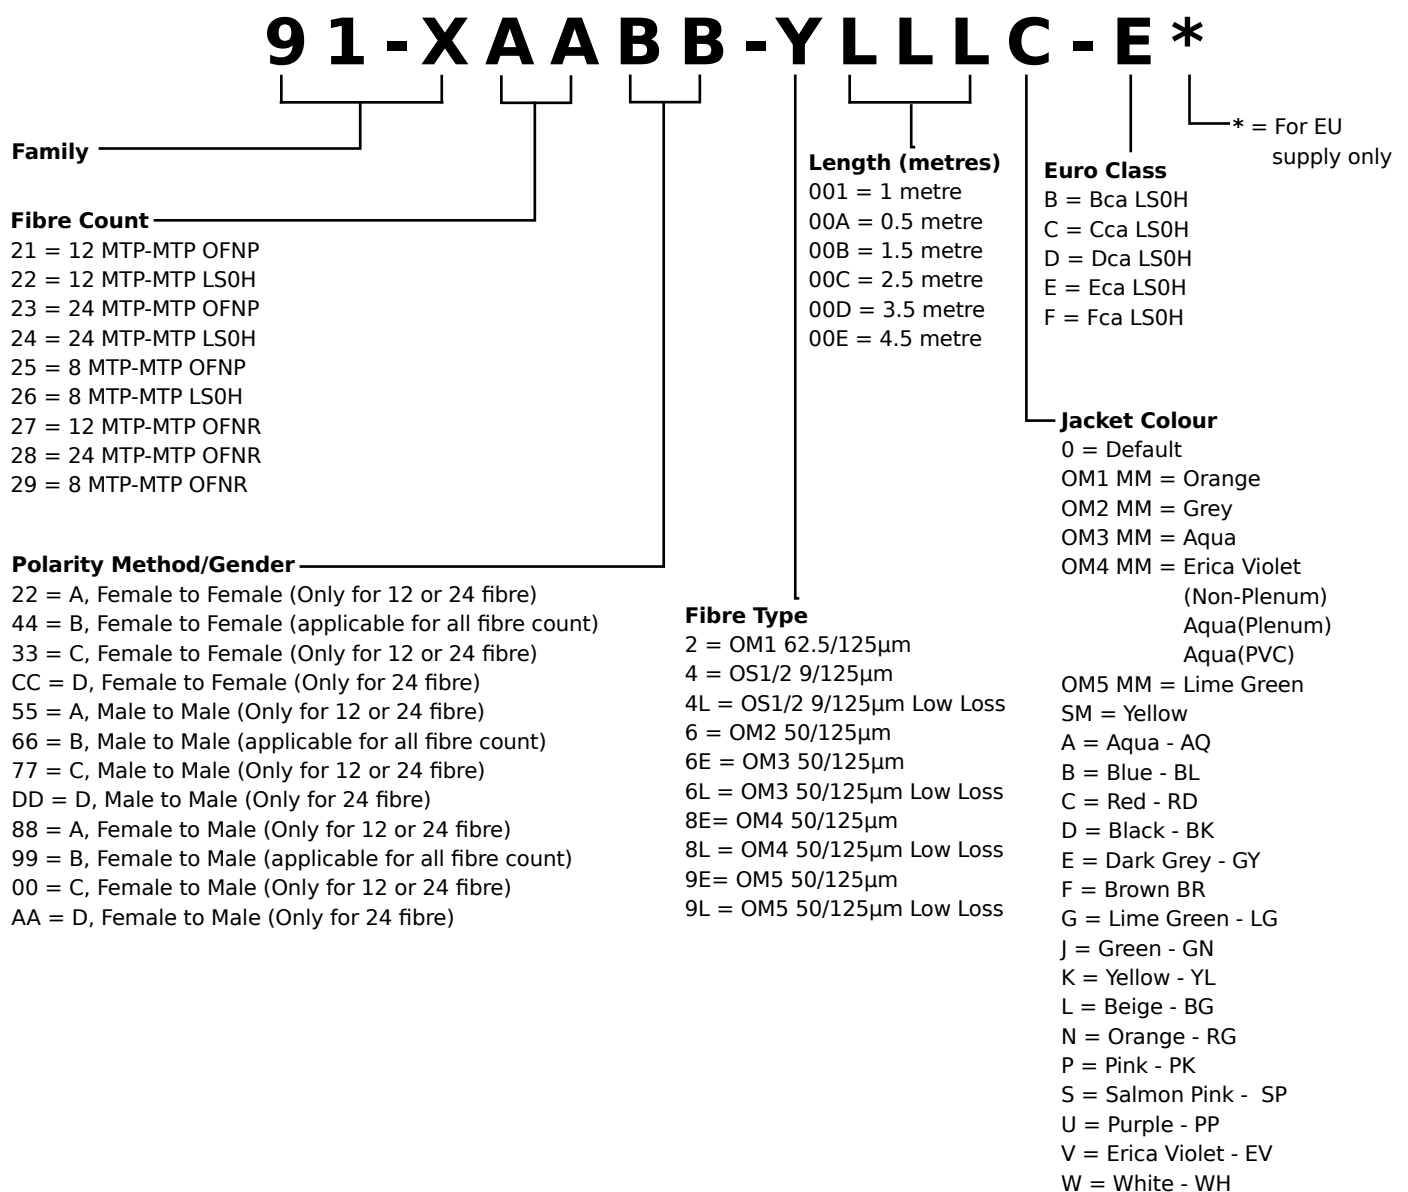 91-XAABB-YLLLC-E*
Family
Fibre Count
21 = 12 MTP-MTP OFNP
22 = 12 MTP-MTP LS0H
23 = 24 MTP-MTP OFNP
24 = 24 MTP-MTP LS0H
25 = 8 MTP-MTP OFNP
26 = 8 MTP-MTP LS0H
27 = 12 MTP-MTP OFNR
28 = 24 MTP-MTP OFNR
29 = 8 MTP-MTP OFNR
Polarity Method/Gender
22 = A, Female to Female (Only for 12 or 24 fibre)
44 = B, Female to Female (applicable for all fibre count)
33 = C, Female to Female (Only for 12 or 24 fibre)
CC = D, Female to Female (Only for 24 fibre)
55 = A, Male to Male (Only for 12 or 24 fibre)
66 = B, Male to Male (applicable for all fibre count)
77 = C, Male to Male (Only for 12 or 24 fibre)
DD = D, Male to Male (Only for 24 fibre)
88 = A, Female to Male (Only for 12 or 24 fibre)
99 = B, Female to Male (applicable for all fibre count)
00 = C, Female to Male (Only for 12 or 24 fibre)
AA = D, Female to Male (Only for 24 fibre)
Fibre Type
2 = OM1 62.5/125µm
4 = OS1/2 9/125µm
4L = OS1/2 9/125µm Low Loss
6 = OM2 50/125µm
6E = OM3 50/125µm
6L = OM3 50/125µm Low Loss
8E= OM4 50/125µm
8L = OM4 50/125µm Low Loss
9E= OM5 50/125µm
9L = OM5 50/125µm Low Loss
Length (metres)
001 = 1 metre
00A = 0.5 metre
00B = 1.5 metre
00C = 2.5 metre
00D = 3.5 metre
00E = 4.5 metre
Euro Class
B = Bca LS0H
C = Cca LS0H
D = Dca LS0H
E = Eca LS0H
F = Fca LS0H
* = For EU
supply only
Jacket Colour
0 = Default
OM1 MM = Orange
OM2 MM = Grey
OM3 MM = Aqua
OM4 MM = Erica Violet
(Non-Plenum)
Aqua(Plenum)
Aqua(PVC)
OM5 MM = Lime Green
SM = Yellow
A = Aqua - AQ
B = Blue - BL
C = Red - RD
D = Black - BK
E = Dark Grey - GY
F = Brown BR
G = Lime Green - LG
J = Green - GN
K = Yellow - YL
L = Beige - BG
N = Orange - RG
P = Pink - PK
S = Salmon Pink - SP
U = Purple - PP
V = Erica Violet - EV
W = White - WH